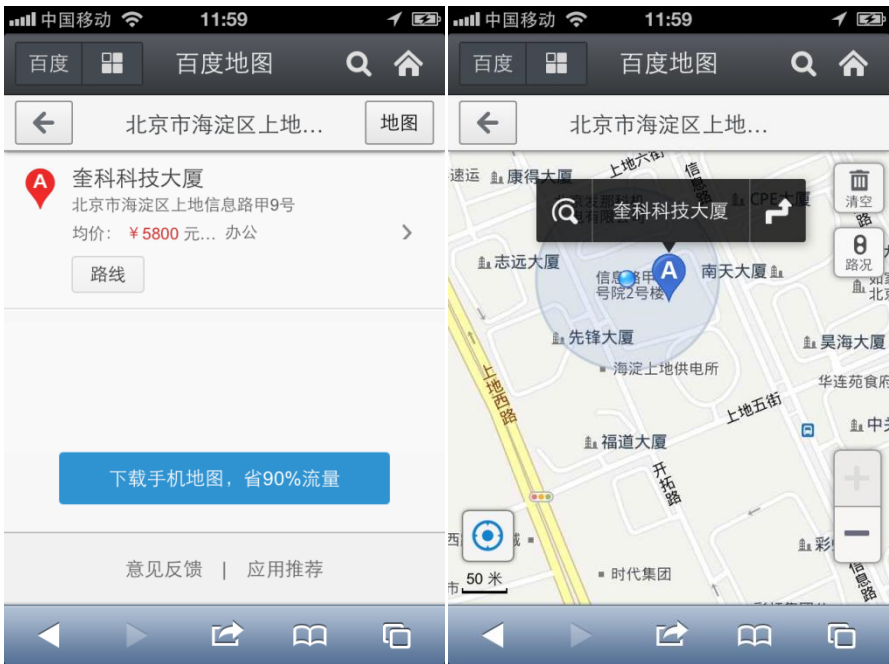 中国移动 11:59
百度 百度地图
北京市海淀区上地... 地图
A 奎科科技大厦
北京市海淀区上地信息路甲9号
均价: ￥5800 元... 办公
路线
下载手机地图，省90%流量
意见反馈 | 应用推荐
中国移动 11:59
百度 百度地图
北京市海淀区上地...
速运 康得大厦 上地六街 信息路
清空
CPE大厦
奎科科技大厦
路
路况
志远大厦
A
南天大厦
信息路甲
号院2号楼
北京
先锋大厦
昊海大厦
海淀上地供电所
华连苑食府
上地西路
上地五街
中关
福道大厦
开拓路
彩
时代集团
信息路
50 米
市